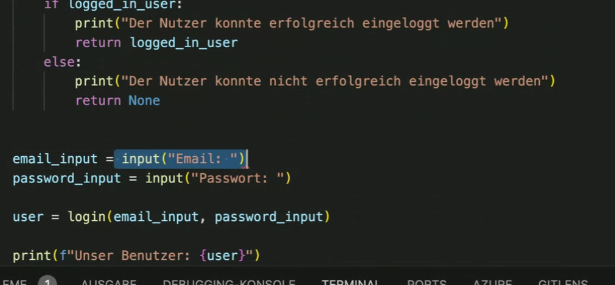 if logged_in_user:
print("Der Nutzer konnte erfolgreich eingeloggt werden")
return logged_in_user
else:
print("Der Nutzer konnte nicht erfolgreich eingeloggt werden")
return None
email_input = input("Email: ")
password_input = input("Passwort: ")
user = login(email_input, password_input)
print(f"Unser Benutzer: {user}")
1 AUSGABE DEBUGGING-KONSOLE TERMINAL PORTS AZURE GITLENS